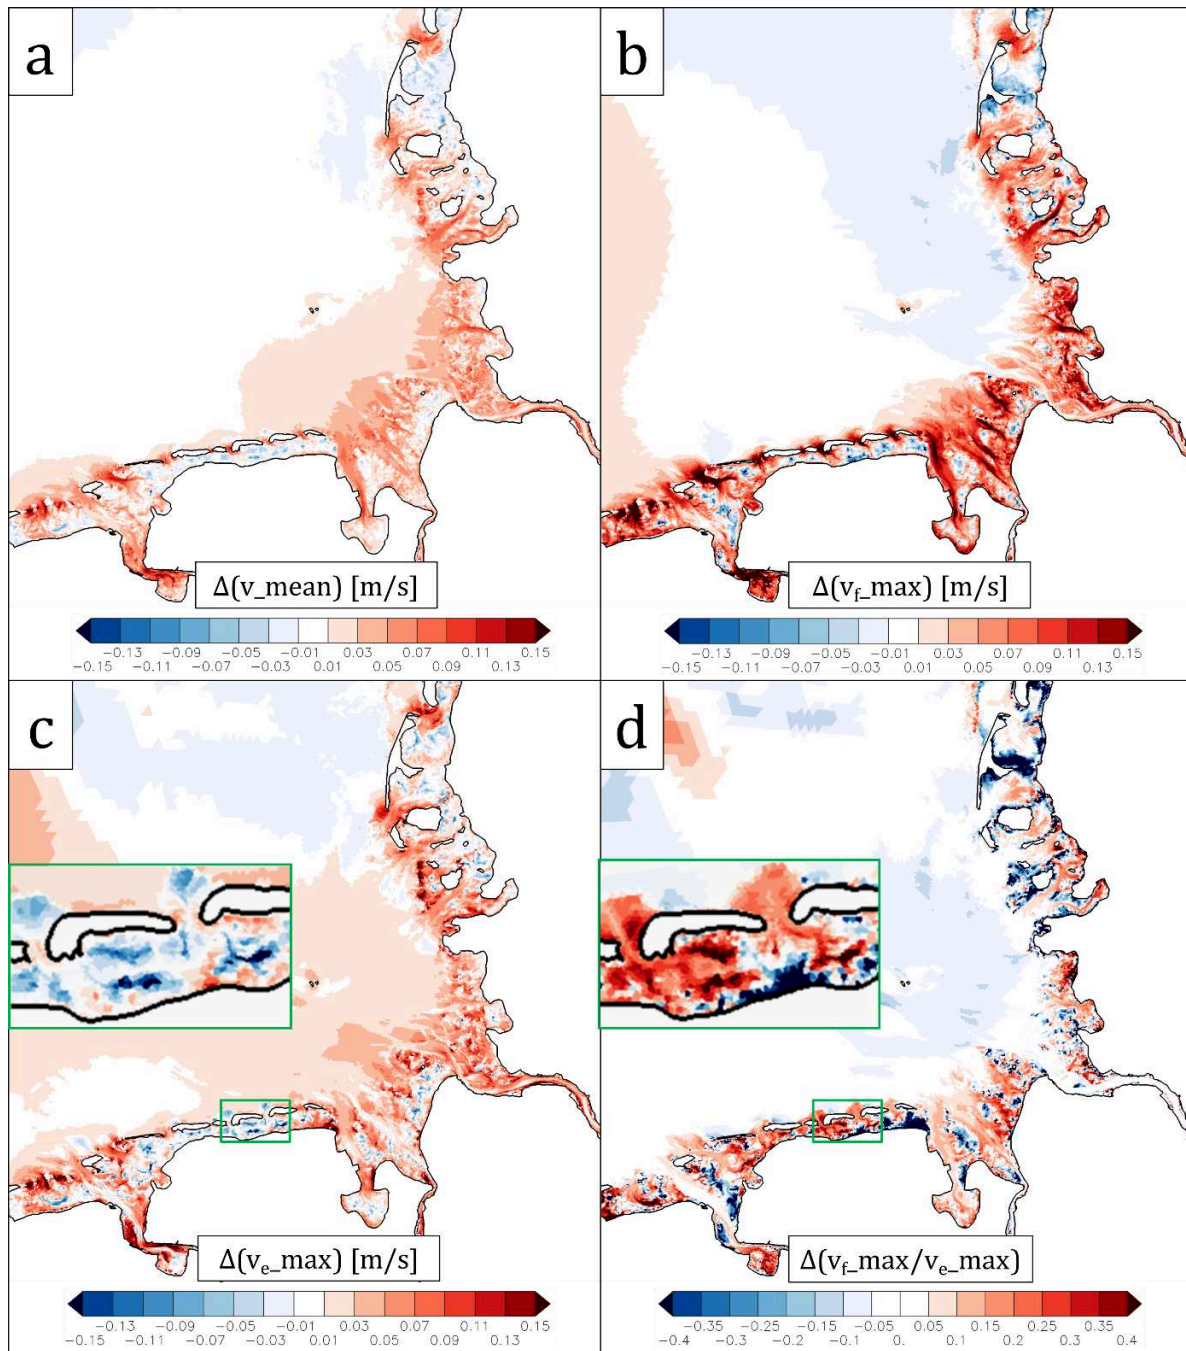 a
b
Δ(v_mean) [m/s]
Δ(v_f_max) [m/s]
−0.13 −0.09 −0.05 −0.01 0.03 0.07 0.11 0.15
−0.15 −0.11 −0.07 −0.03 0.01 0.05 0.09 0.13
−0.13 −0.09 −0.05 −0.01 0.03 0.07 0.11 0.15
−0.15 −0.11 −0.07 −0.03 0.01 0.05 0.09 0.13
c
d
Δ(v_e_max) [m/s]
Δ(v_f_max/v_e_max)
−0.13 −0.09 −0.05 −0.01 0.03 0.07 0.11 0.15
−0.15 −0.11 −0.07 −0.03 0.01 0.05 0.09 0.13
−0.35 −0.25 −0.15 −0.05 0.05 0.15 0.25 0.35
−0.4 −0.3 −0.2 −0.1 0. 0.1 0.2 0.3 0.4